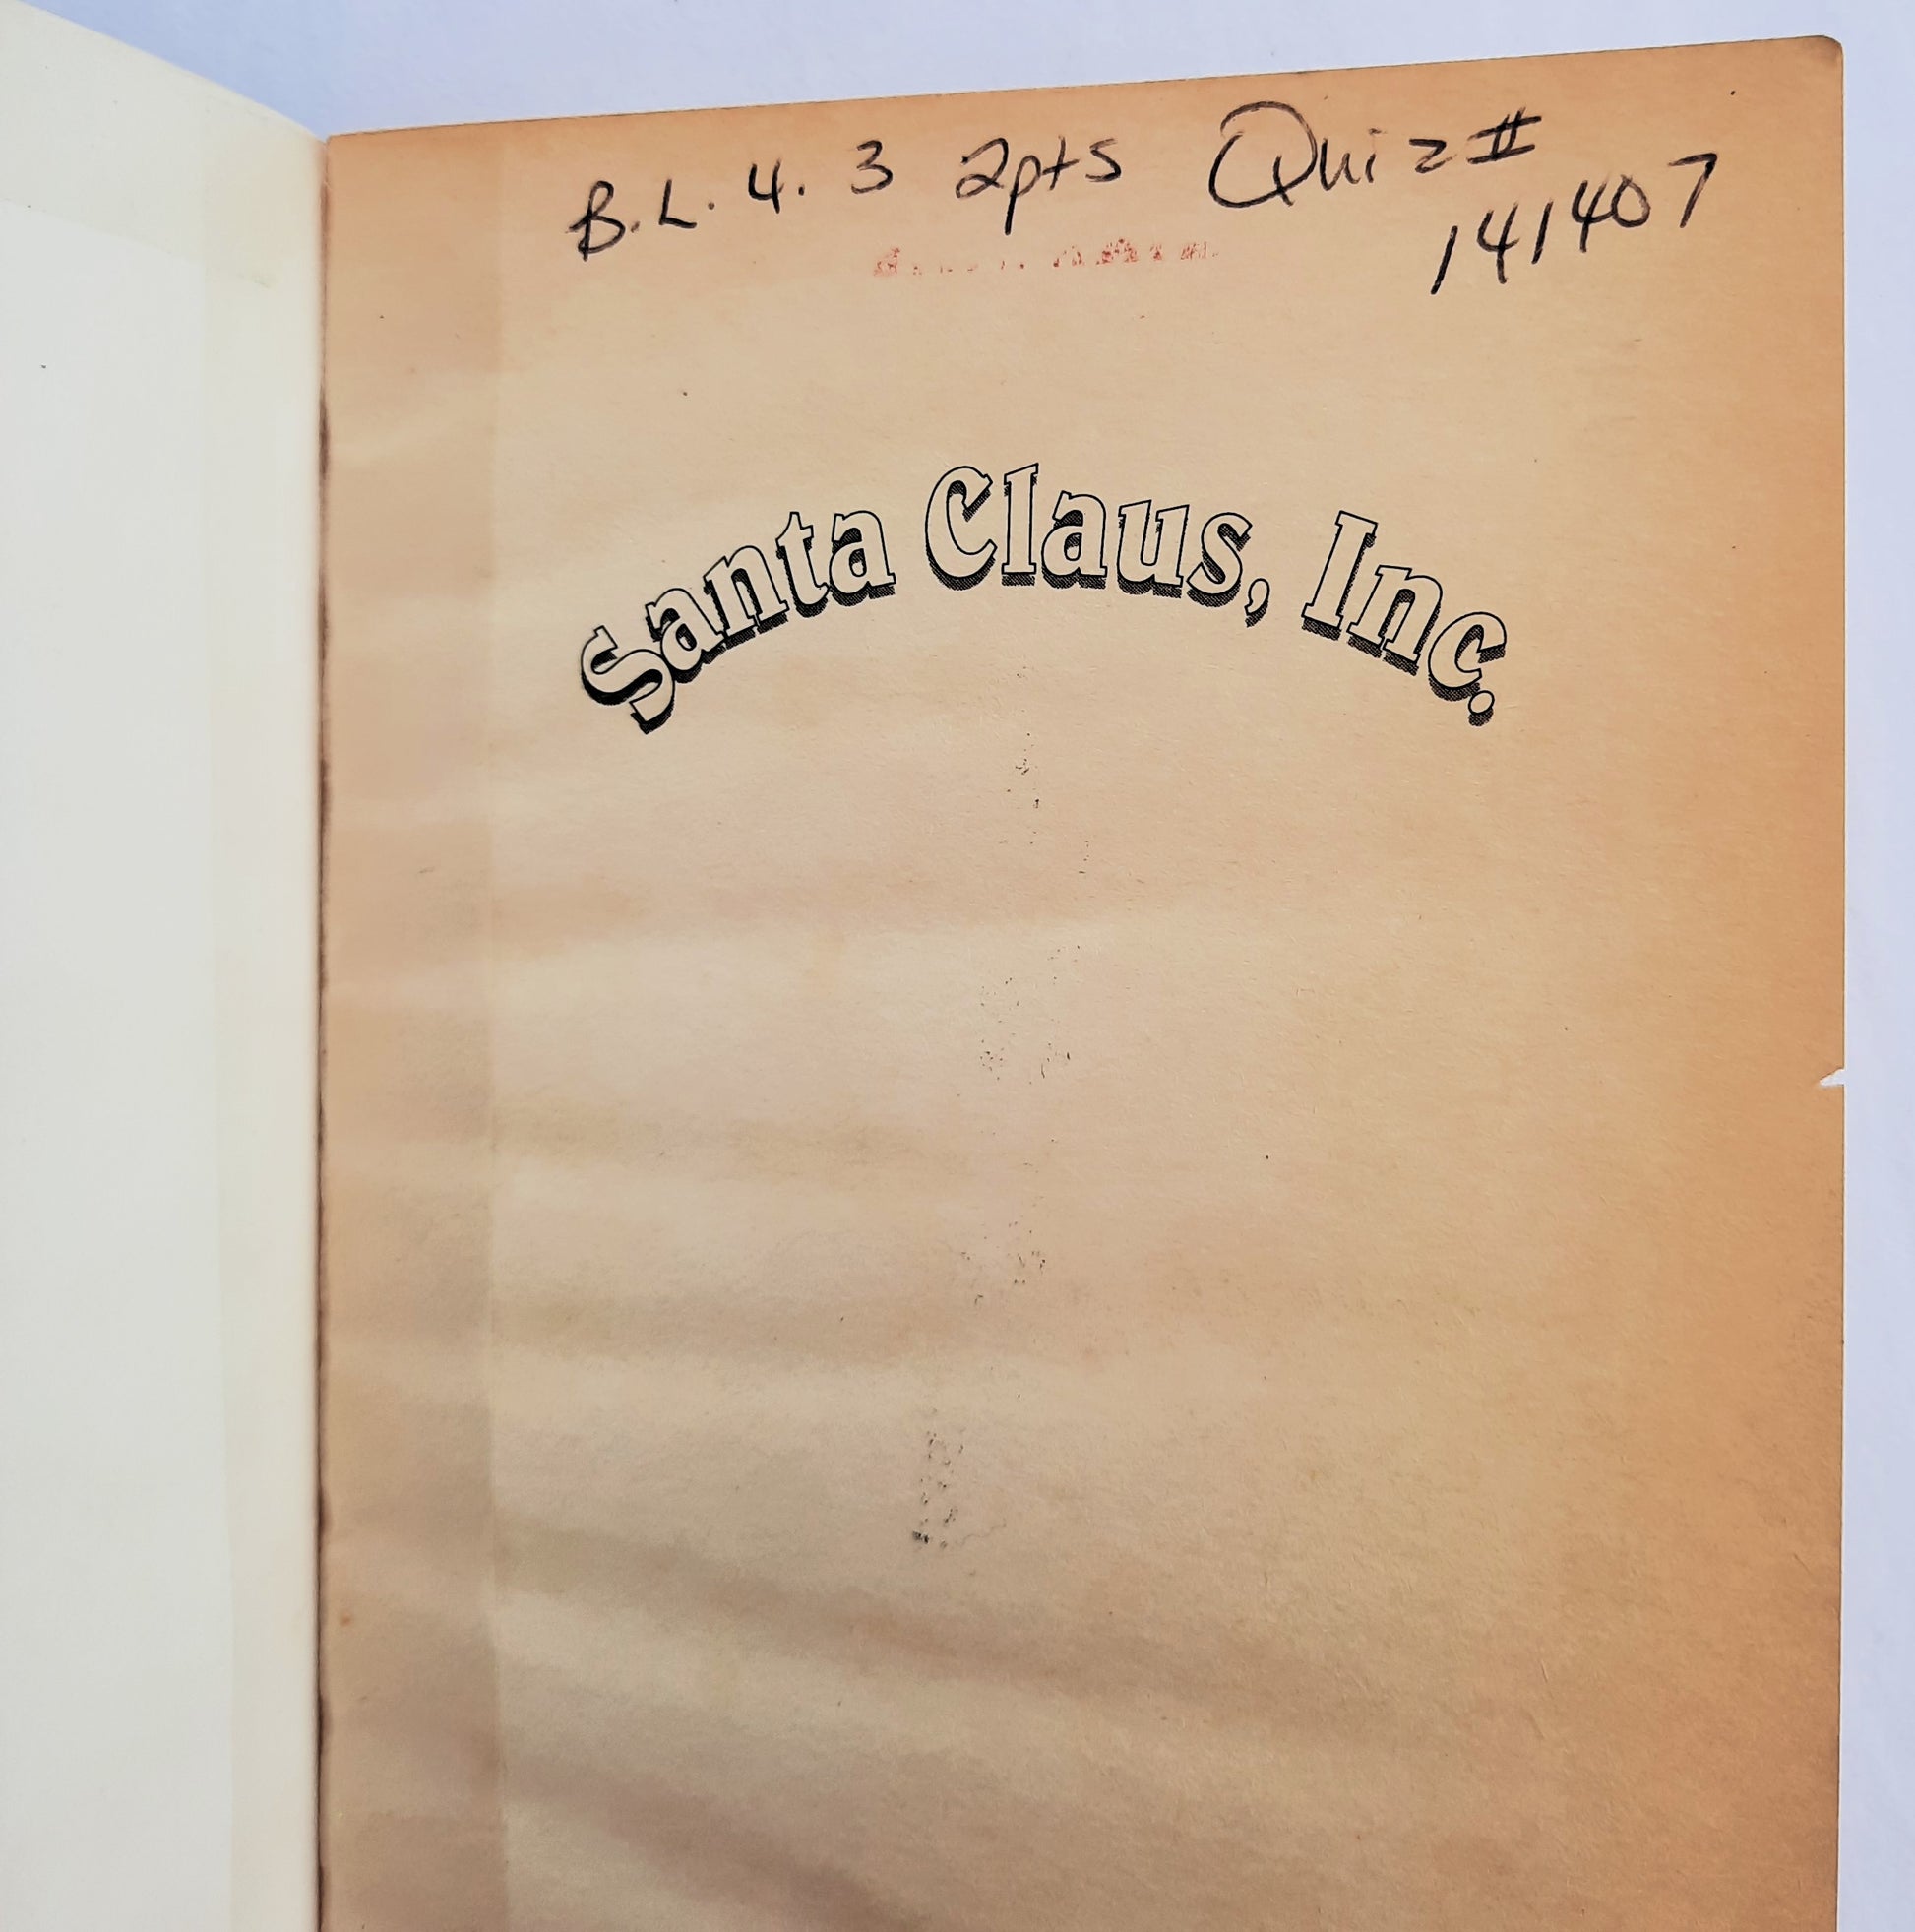 B.L. 4.3 2pts Quiz #
141407
Santa Claus, Inc.